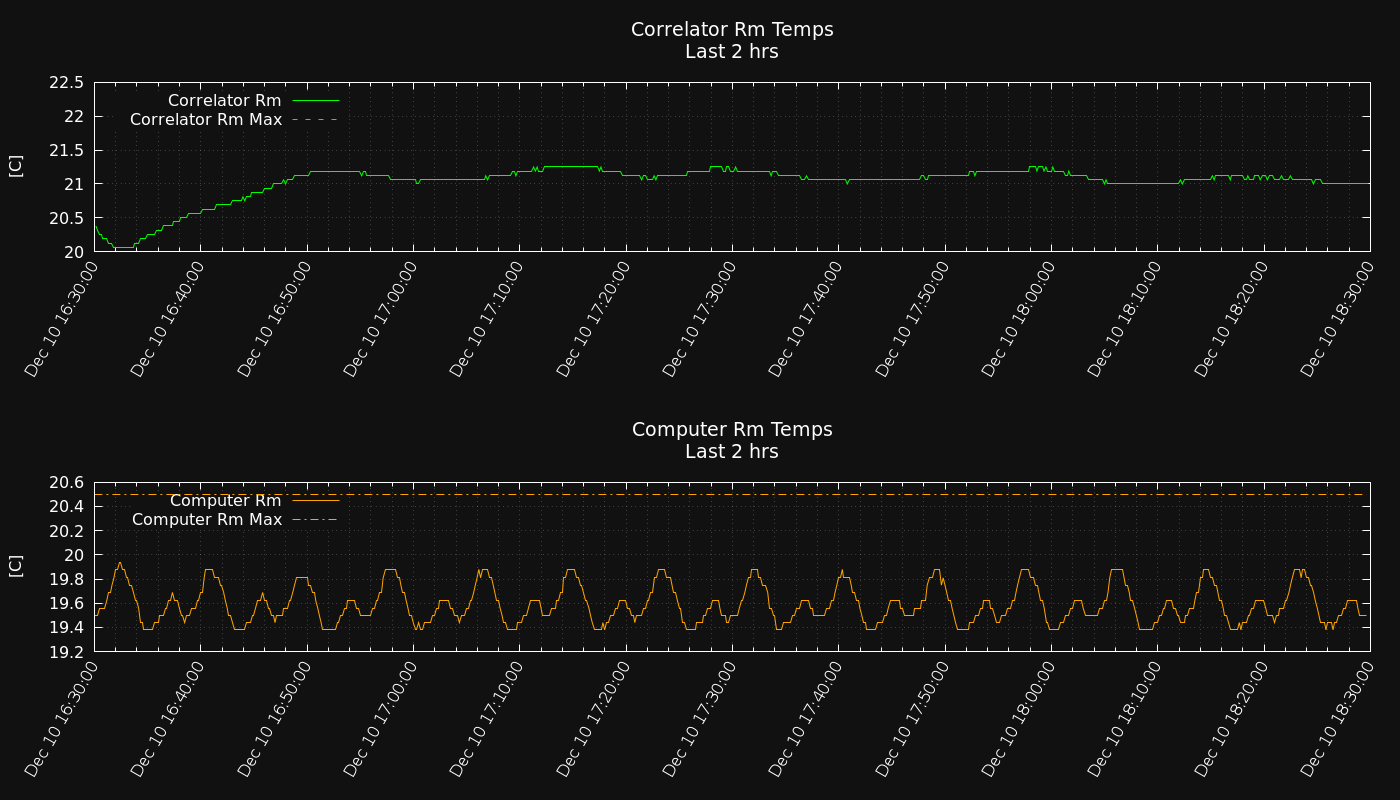 Correlator Rm Temps
Last 2 hrs
22.5
22
21.5
21
20.5
20
[C]
Correlator Rm
Correlator Rm Max
Dec 10 16:30:00
Dec 10 16:40:00
Dec 10 16:50:00
Dec 10 17:00:00
Dec 10 17:10:00
Dec 10 17:20:00
Dec 10 17:30:00
Dec 10 17:40:00
Dec 10 17:50:00
Dec 10 18:00:00
Dec 10 18:10:00
Dec 10 18:20:00
Dec 10 18:30:00
Computer Rm Temps
Last 2 hrs
20.6
20.4
20.2
20
19.8
19.6
19.4
19.2
[C]
Computer Rm
Computer Rm Max
Dec 10 16:30:00
Dec 10 16:40:00
Dec 10 16:50:00
Dec 10 17:00:00
Dec 10 17:10:00
Dec 10 17:20:00
Dec 10 17:30:00
Dec 10 17:40:00
Dec 10 17:50:00
Dec 10 18:00:00
Dec 10 18:10:00
Dec 10 18:20:00
Dec 10 18:30:00